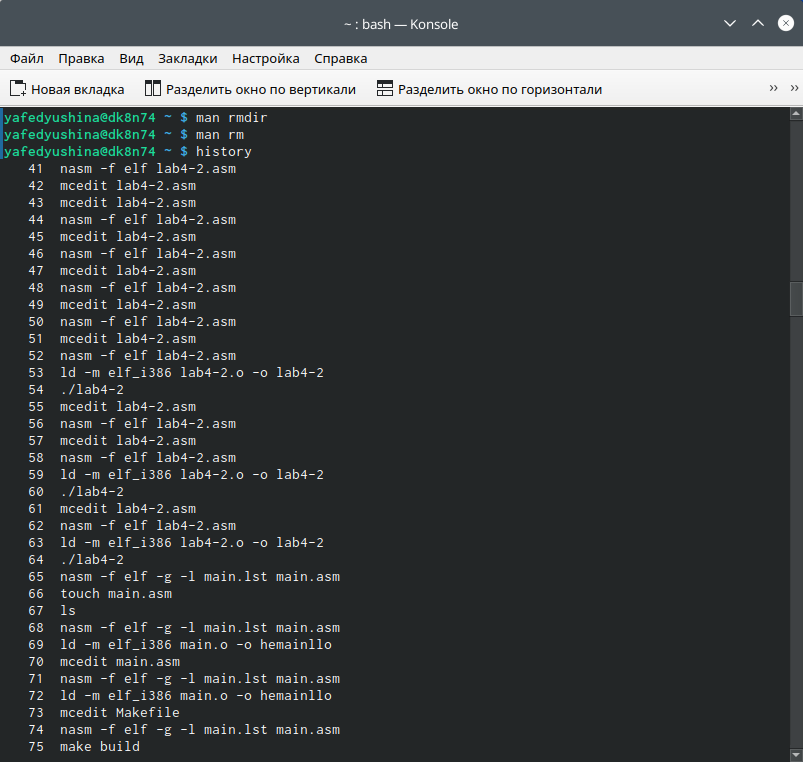 ~ : bash — Konsole
Файл Правка Вид Закладки Настройка Справка
Новая вкладка Разделить окно по вертикали Разделить окно по горизонтали
yafedyushina@dk8n74 ~ $ man rmdir
yafedyushina@dk8n74 ~ $ man rm
yafedyushina@dk8n74 ~ $ history
41 nasm -f elf lab4-2.asm
42 mcedit lab4-2.asm
43 mcedit lab4-2.asm
44 nasm -f elf lab4-2.asm
45 mcedit lab4-2.asm
46 nasm -f elf lab4-2.asm
47 mcedit lab4-2.asm
48 nasm -f elf lab4-2.asm
49 mcedit lab4-2.asm
50 nasm -f elf lab4-2.asm
51 mcedit lab4-2.asm
52 nasm -f elf lab4-2.asm
53 ld -m elf_i386 lab4-2.o -o lab4-2
54 ./lab4-2
55 mcedit lab4-2.asm
56 nasm -f elf lab4-2.asm
57 mcedit lab4-2.asm
58 nasm -f elf lab4-2.asm
59 ld -m elf_i386 lab4-2.o -o lab4-2
60 ./lab4-2
61 mcedit lab4-2.asm
62 nasm -f elf lab4-2.asm
63 ld -m elf_i386 lab4-2.o -o lab4-2
64 ./lab4-2
65 nasm -f elf -g -l main.lst main.asm
66 touch main.asm
67 ls
68 nasm -f elf -g -l main.lst main.asm
69 ld -m elf_i386 main.o -o hemainllo
70 mcedit main.asm
71 nasm -f elf -g -l main.lst main.asm
72 ld -m elf_i386 main.o -o hemainllo
73 mcedit Makefile
74 nasm -f elf -g -l main.lst main.asm
75 make build